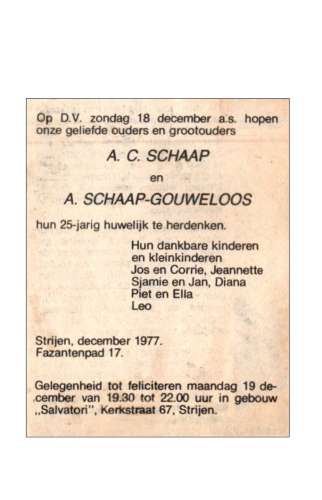 Op D.V. zondag 18 december a.s. hopen
onze geliefde ouders en grootouders
A. C. SCHAAP
en
A. SCHAAP-GOUWELOOS
hun 25-jarig huwelijk te herdenken.
Hun dankbare kinderen
en kleinkinderen
Jos en Corrie, Jeannette
Sjamie en Jan, Diana
Piet en Ella
Leo
Strijen, december 1977.
Fazantenpad 17.
Gelegenheid tot feliciteren maandag 19 de-
cember van 19.30 tot 22.00 uur in gebouw
,,Salvatori", Kerkstraat 67, Strijen.